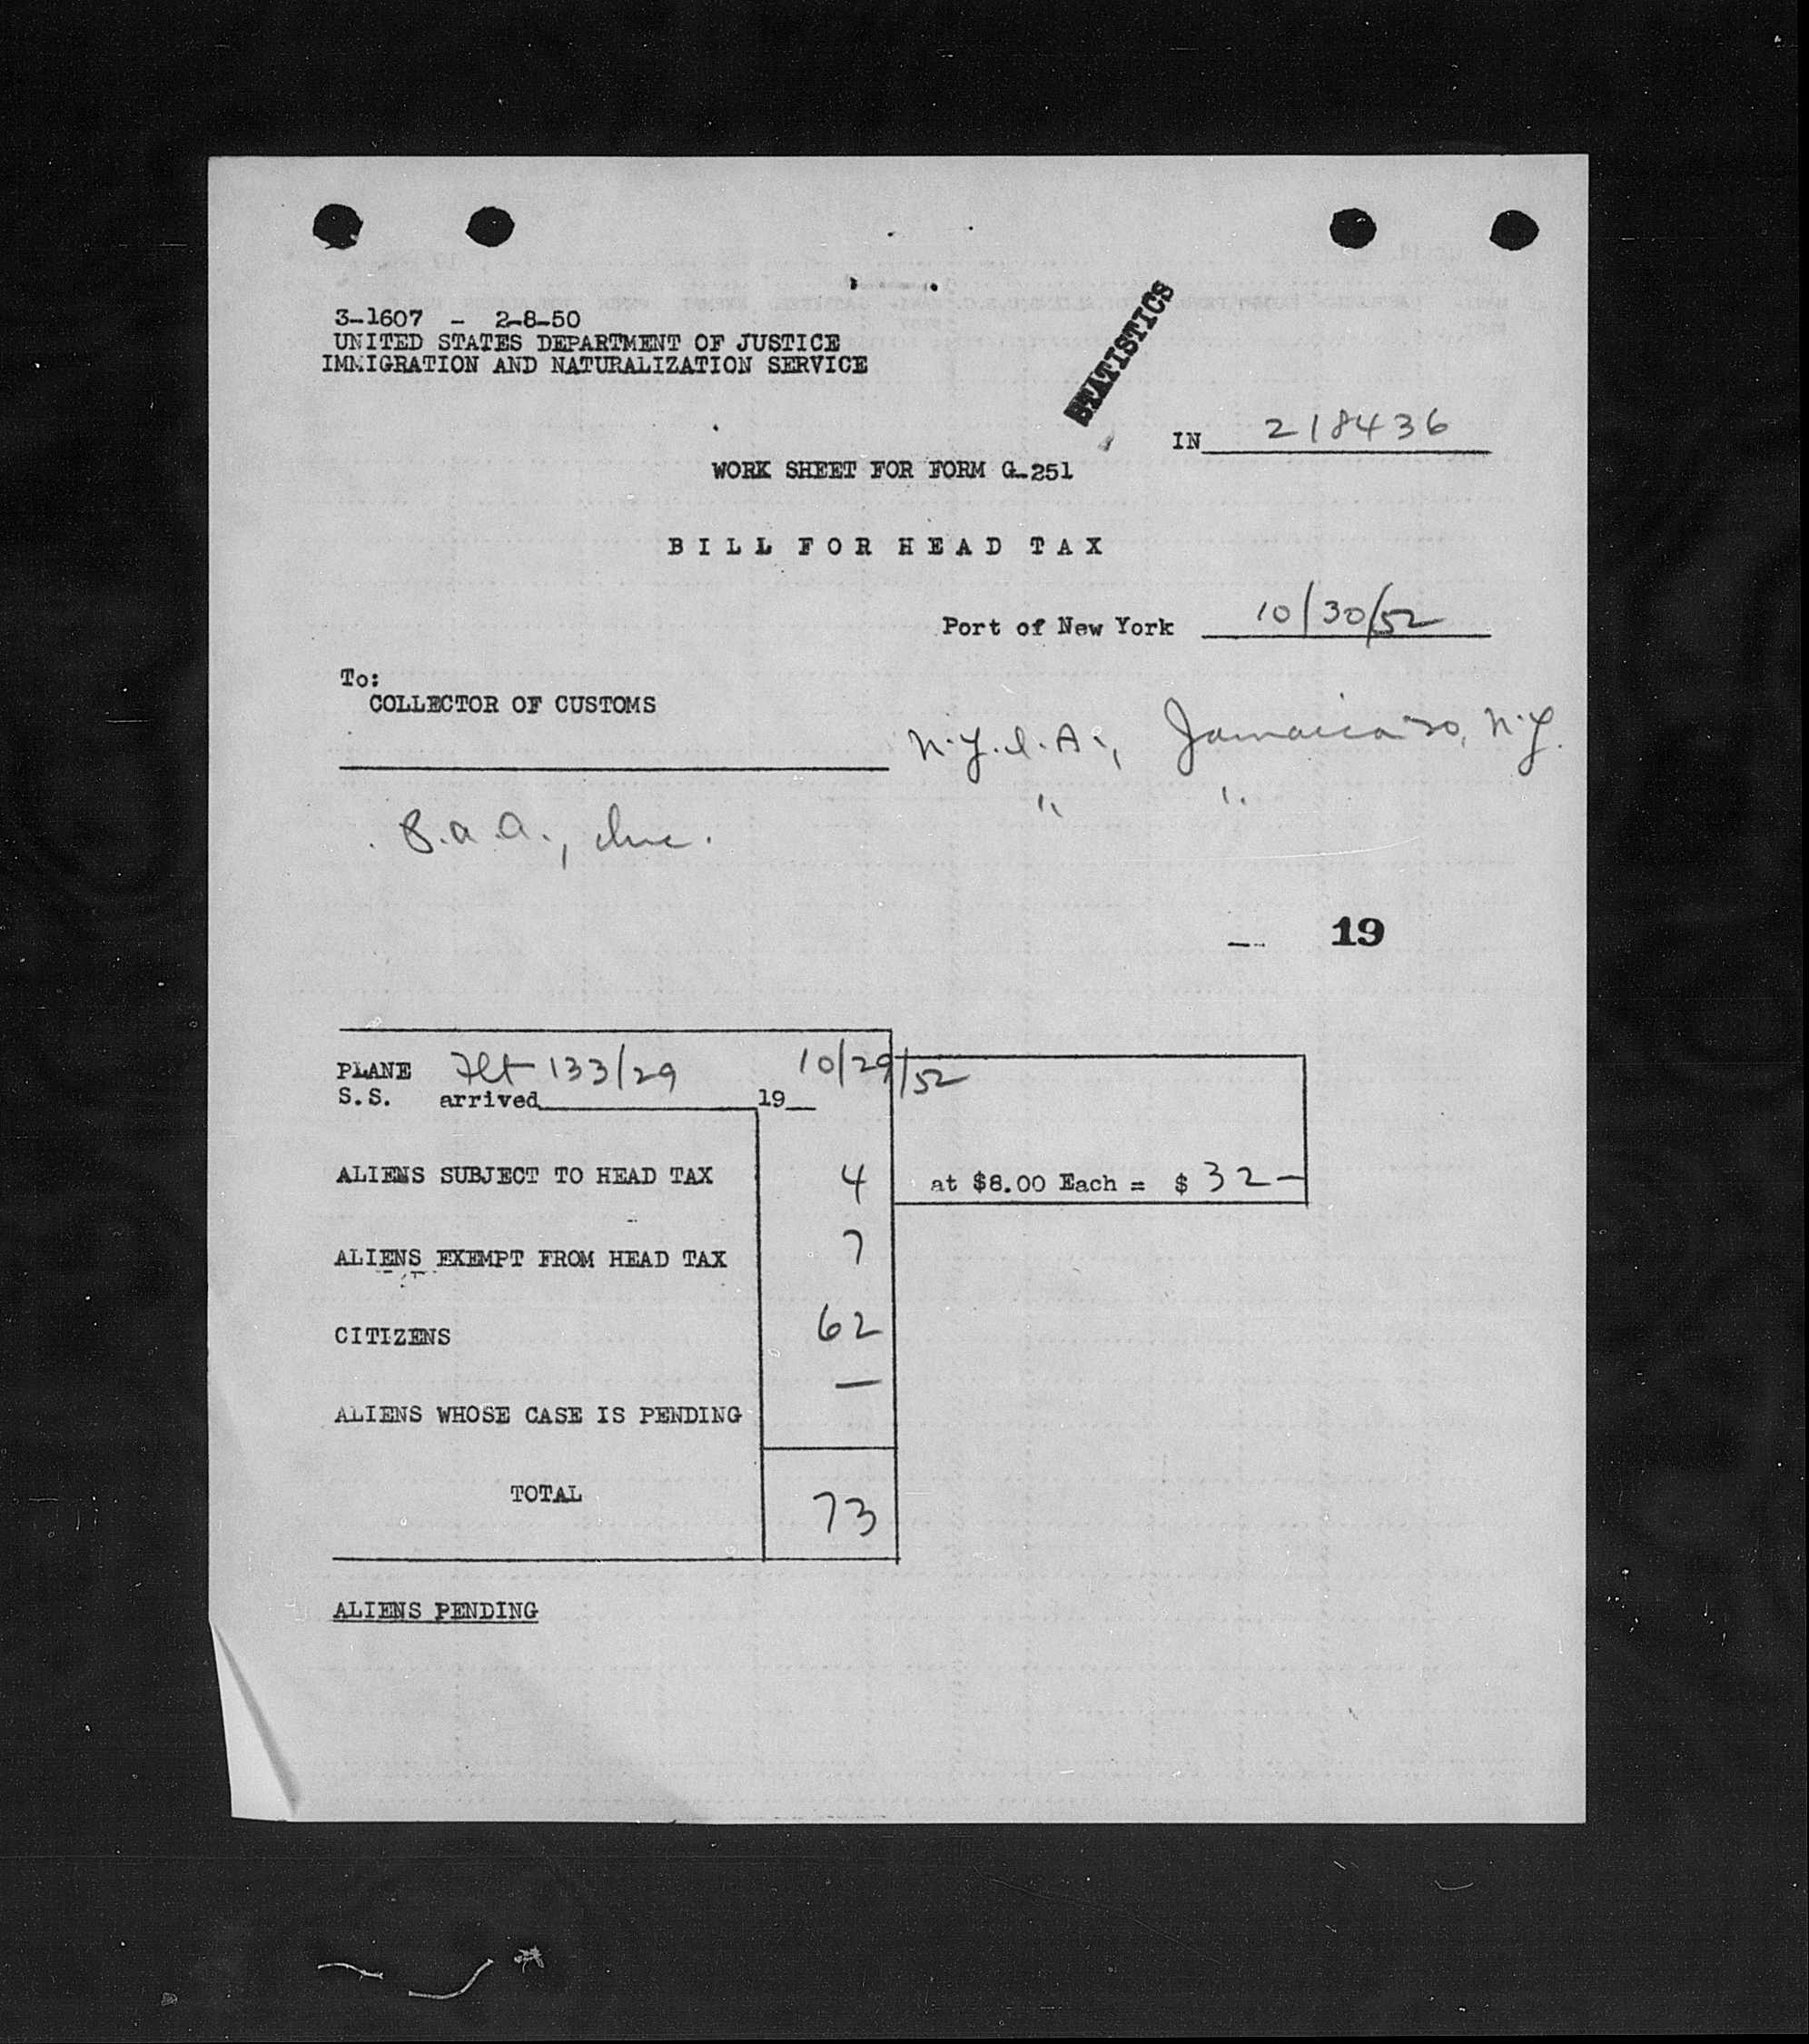 3-1607 - 2-8-50
UNITED STATES DEPARTMENT OF JUSTICE
IMMIGRATION AND NATURALIZATION SERVICE
STATISTICS
IN 218436
WORK SHEET FOR FORM G-251
BILL FOR HEAD TAX
Port of New York 10/30/52
To:
COLLECTOR OF CUSTOMS
N.Y.I.A., Jamaica 30, N.Y.
" "
Inc.
19
PLANE Flt 133/29 10/29/52
S.S. arrived 19
ALIENS SUBJECT TO HEAD TAX 4 at $8.00 Each = $ 32 —
ALIENS EXEMPT FROM HEAD TAX 7
CITIZENS 62
—
ALIENS WHOSE CASE IS PENDING
TOTAL 73
ALIENS PENDING